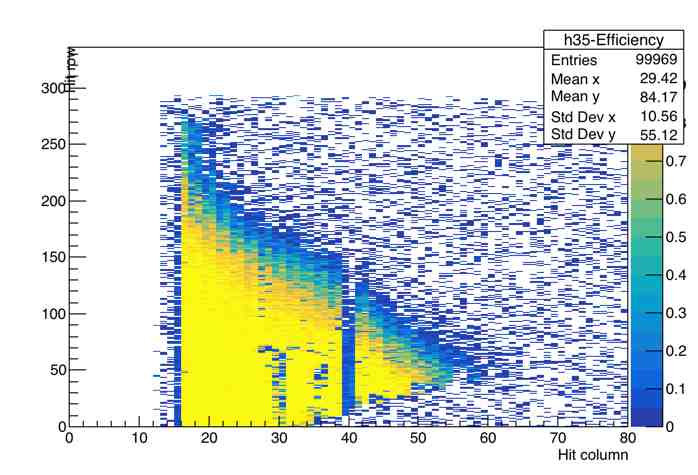 h35-Efficiency
Entries 99969
Mean x 29.42
Mean y 84.17
Std Dev x 10.56
Std Dev y 55.12
Hit row
300
250
200
150
100
50
0
0 10 20 30 40 50 60 70 80
Hit column
0.7
0.6
0.5
0.4
0.3
0.2
0.1
0